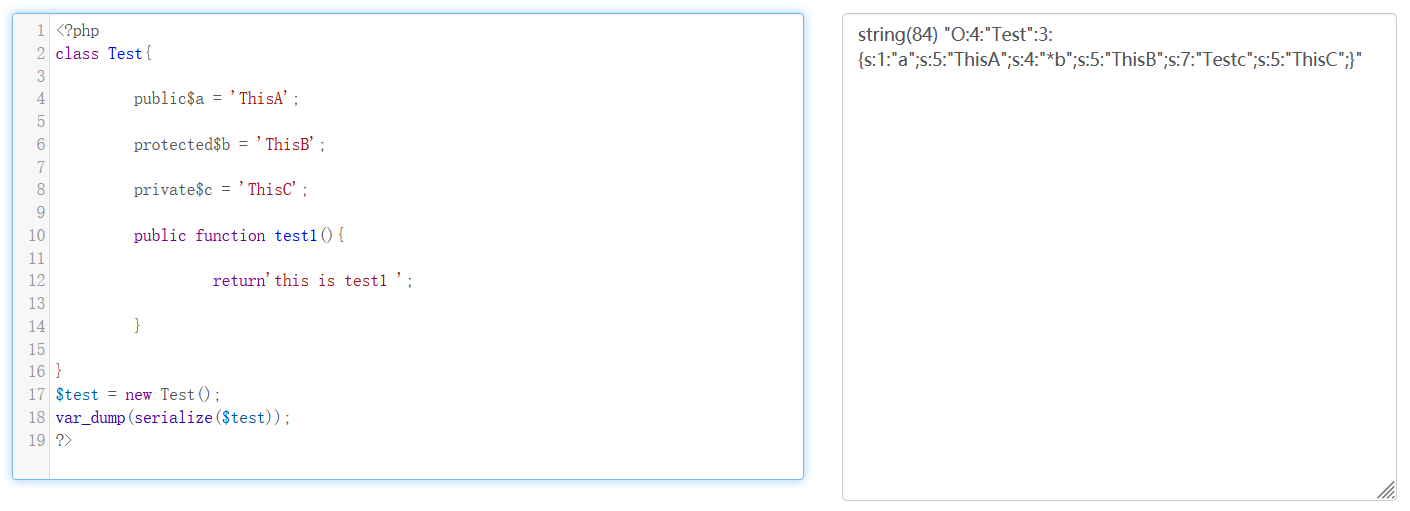 1 <?php
2 class Test{
3
4 public$a = 'ThisA';
5
6 protected$b = 'ThisB';
7
8 private$c = 'ThisC';
9
10 public function test1(){
11
12 return'this is test1 ';
13
14 }
15
16 }
17 $test = new Test();
18 var_dump(serialize($test));
19 ?>
string(84) "O:4:"Test":3:
{s:1:"a";s:5:"ThisA";s:4:"*b";s:5:"ThisB";s:7:"Testc";s:5:"ThisC";}"